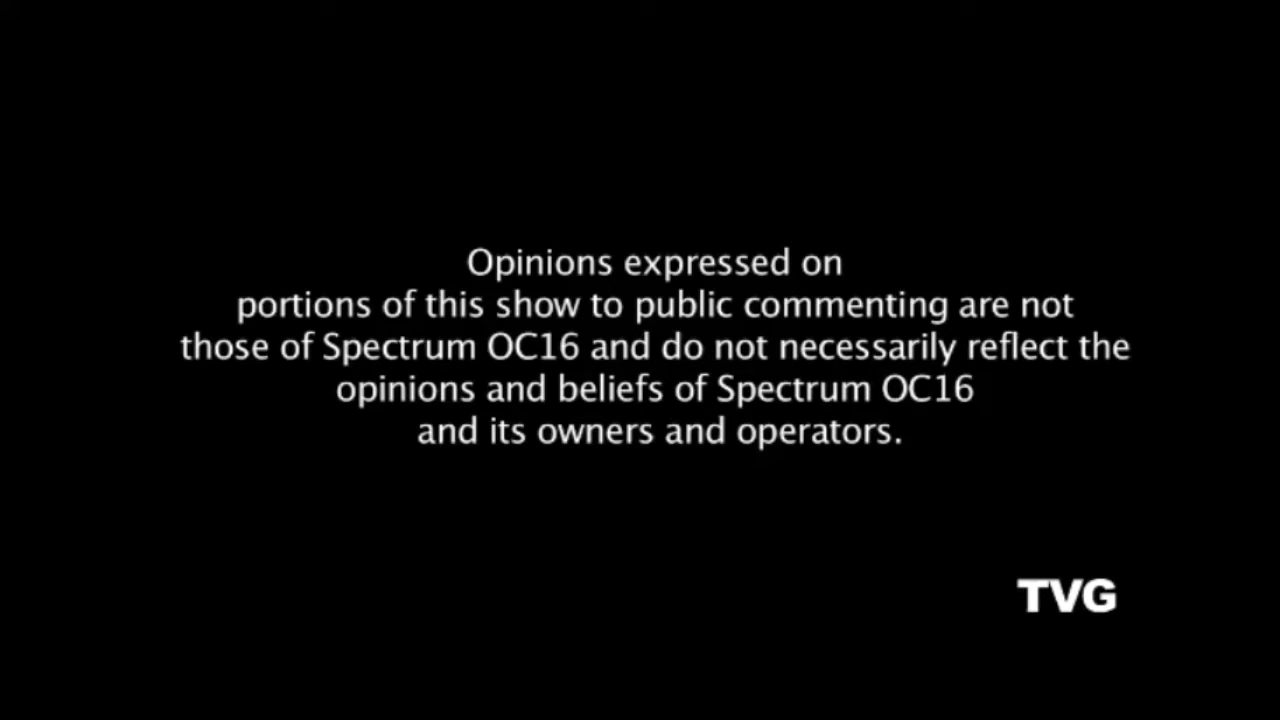 Opinions expressed on
portions of this show to public commenting are not
those of Spectrum OC16 and do not necessarily reflect the
opinions and beliefs of Spectrum OC16
and its owners and operators.
TVG